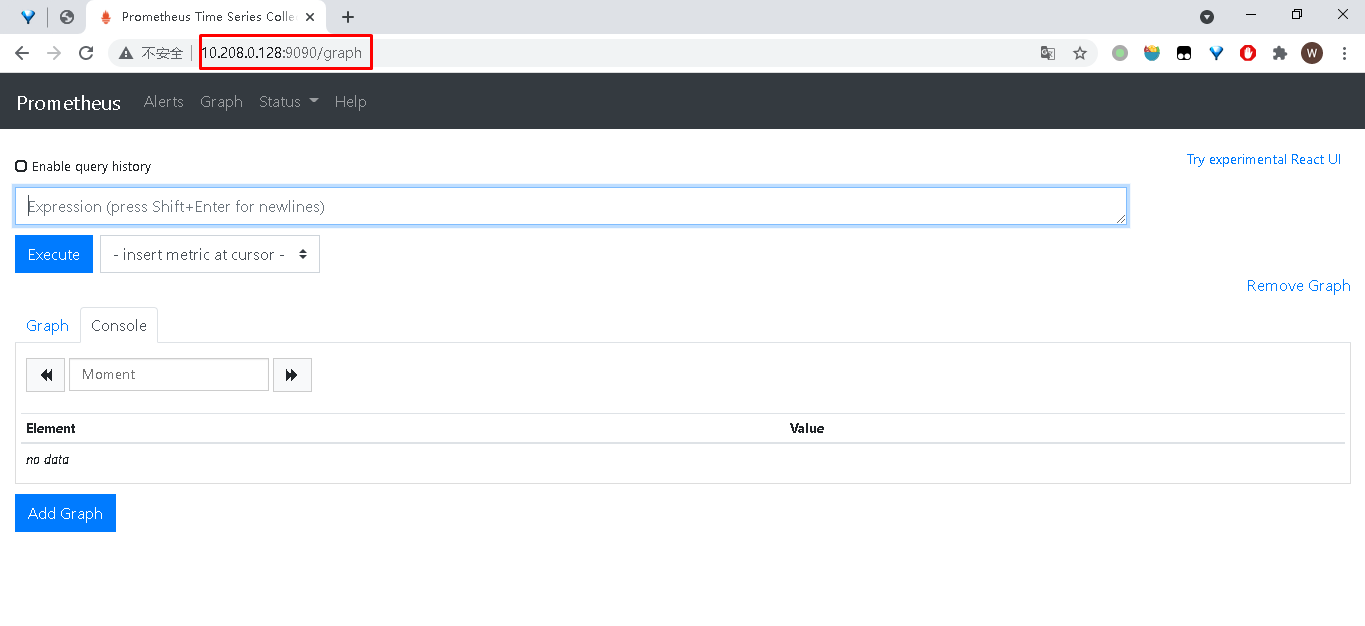 Prometheus Time Series Colle
不安全 10.208.0.128:9090/graph
W
Prometheus Alerts Graph Status Help
Enable query history
Try experimental React UI
Expression (press Shift+Enter for newlines)
Execute - insert metric at cursor -
Remove Graph
Graph Console
Moment
Element Value
no data
Add Graph